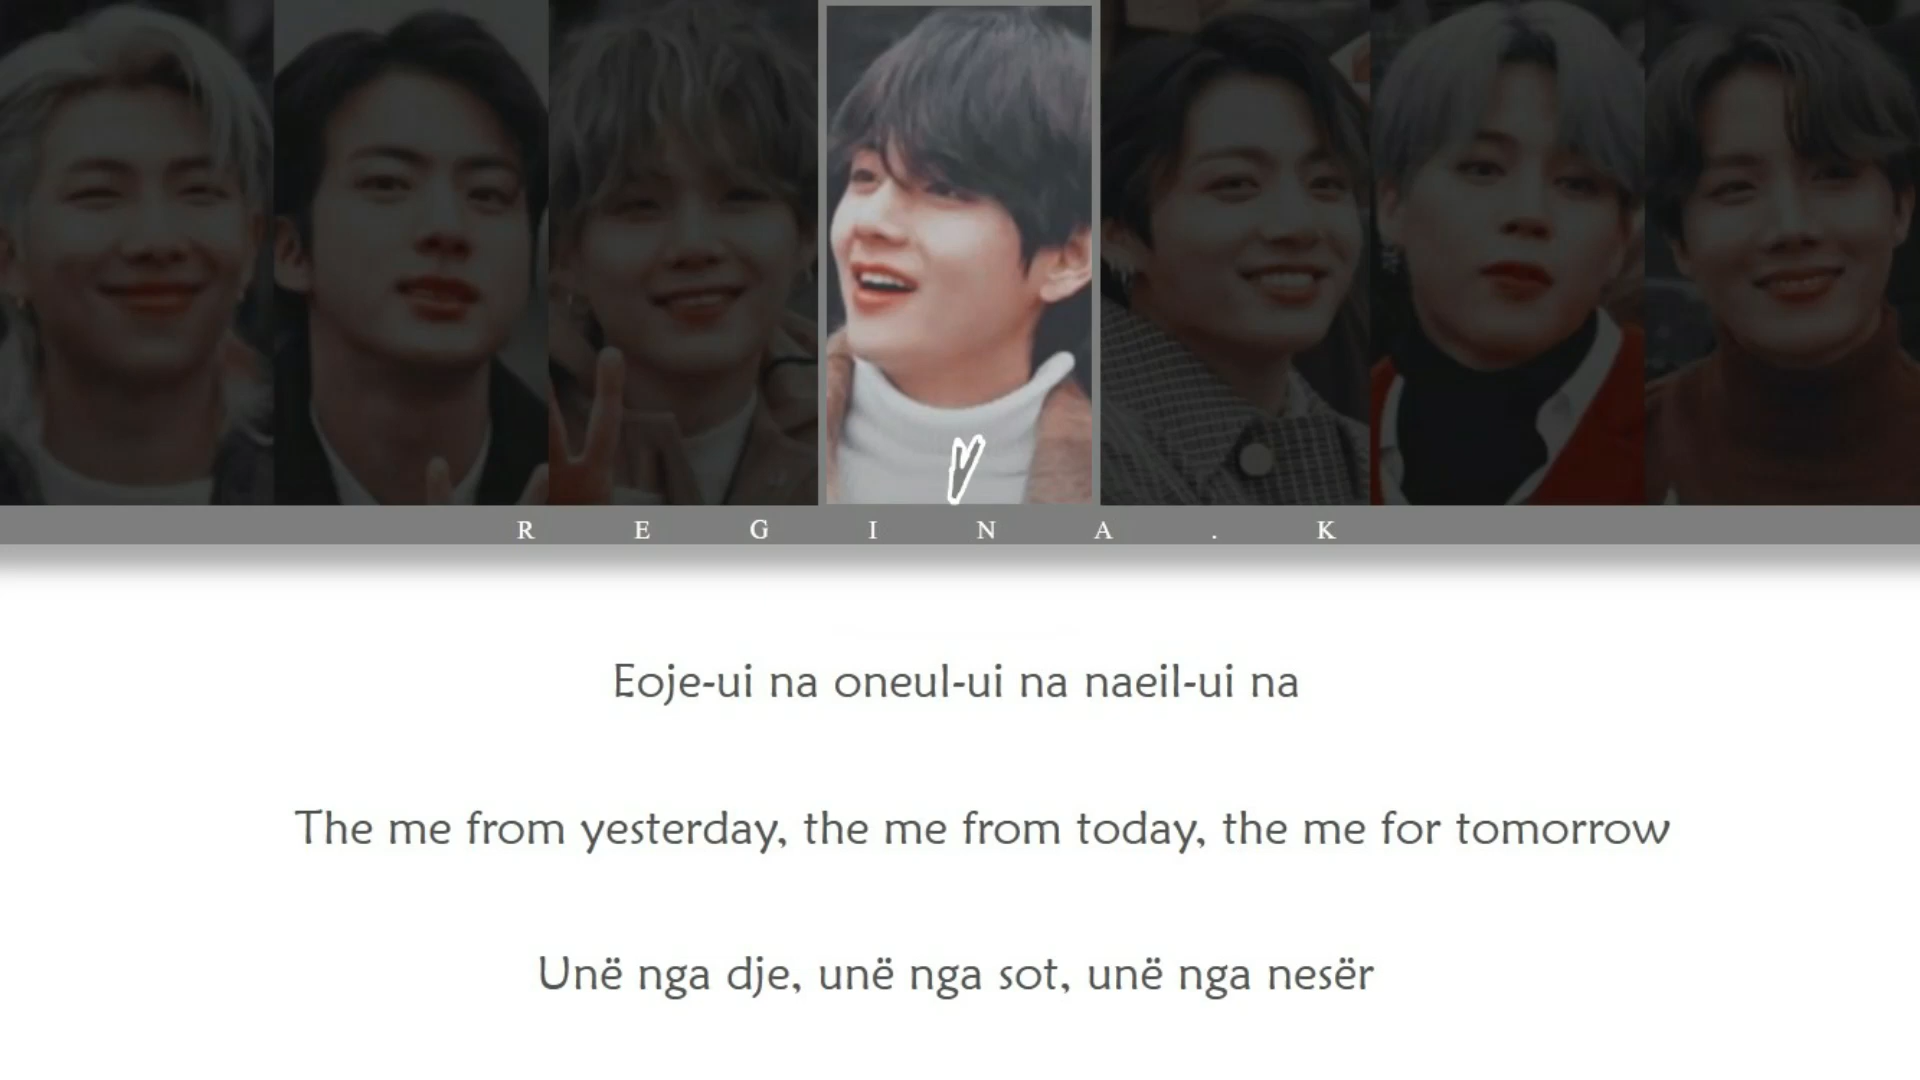 REGINA.K
Eoje-ui na oneul-ui na naeil-ui na
The me from yesterday, the me from today, the me for tomorrow
Unë nga dje, unë nga sot, unë nga nesër